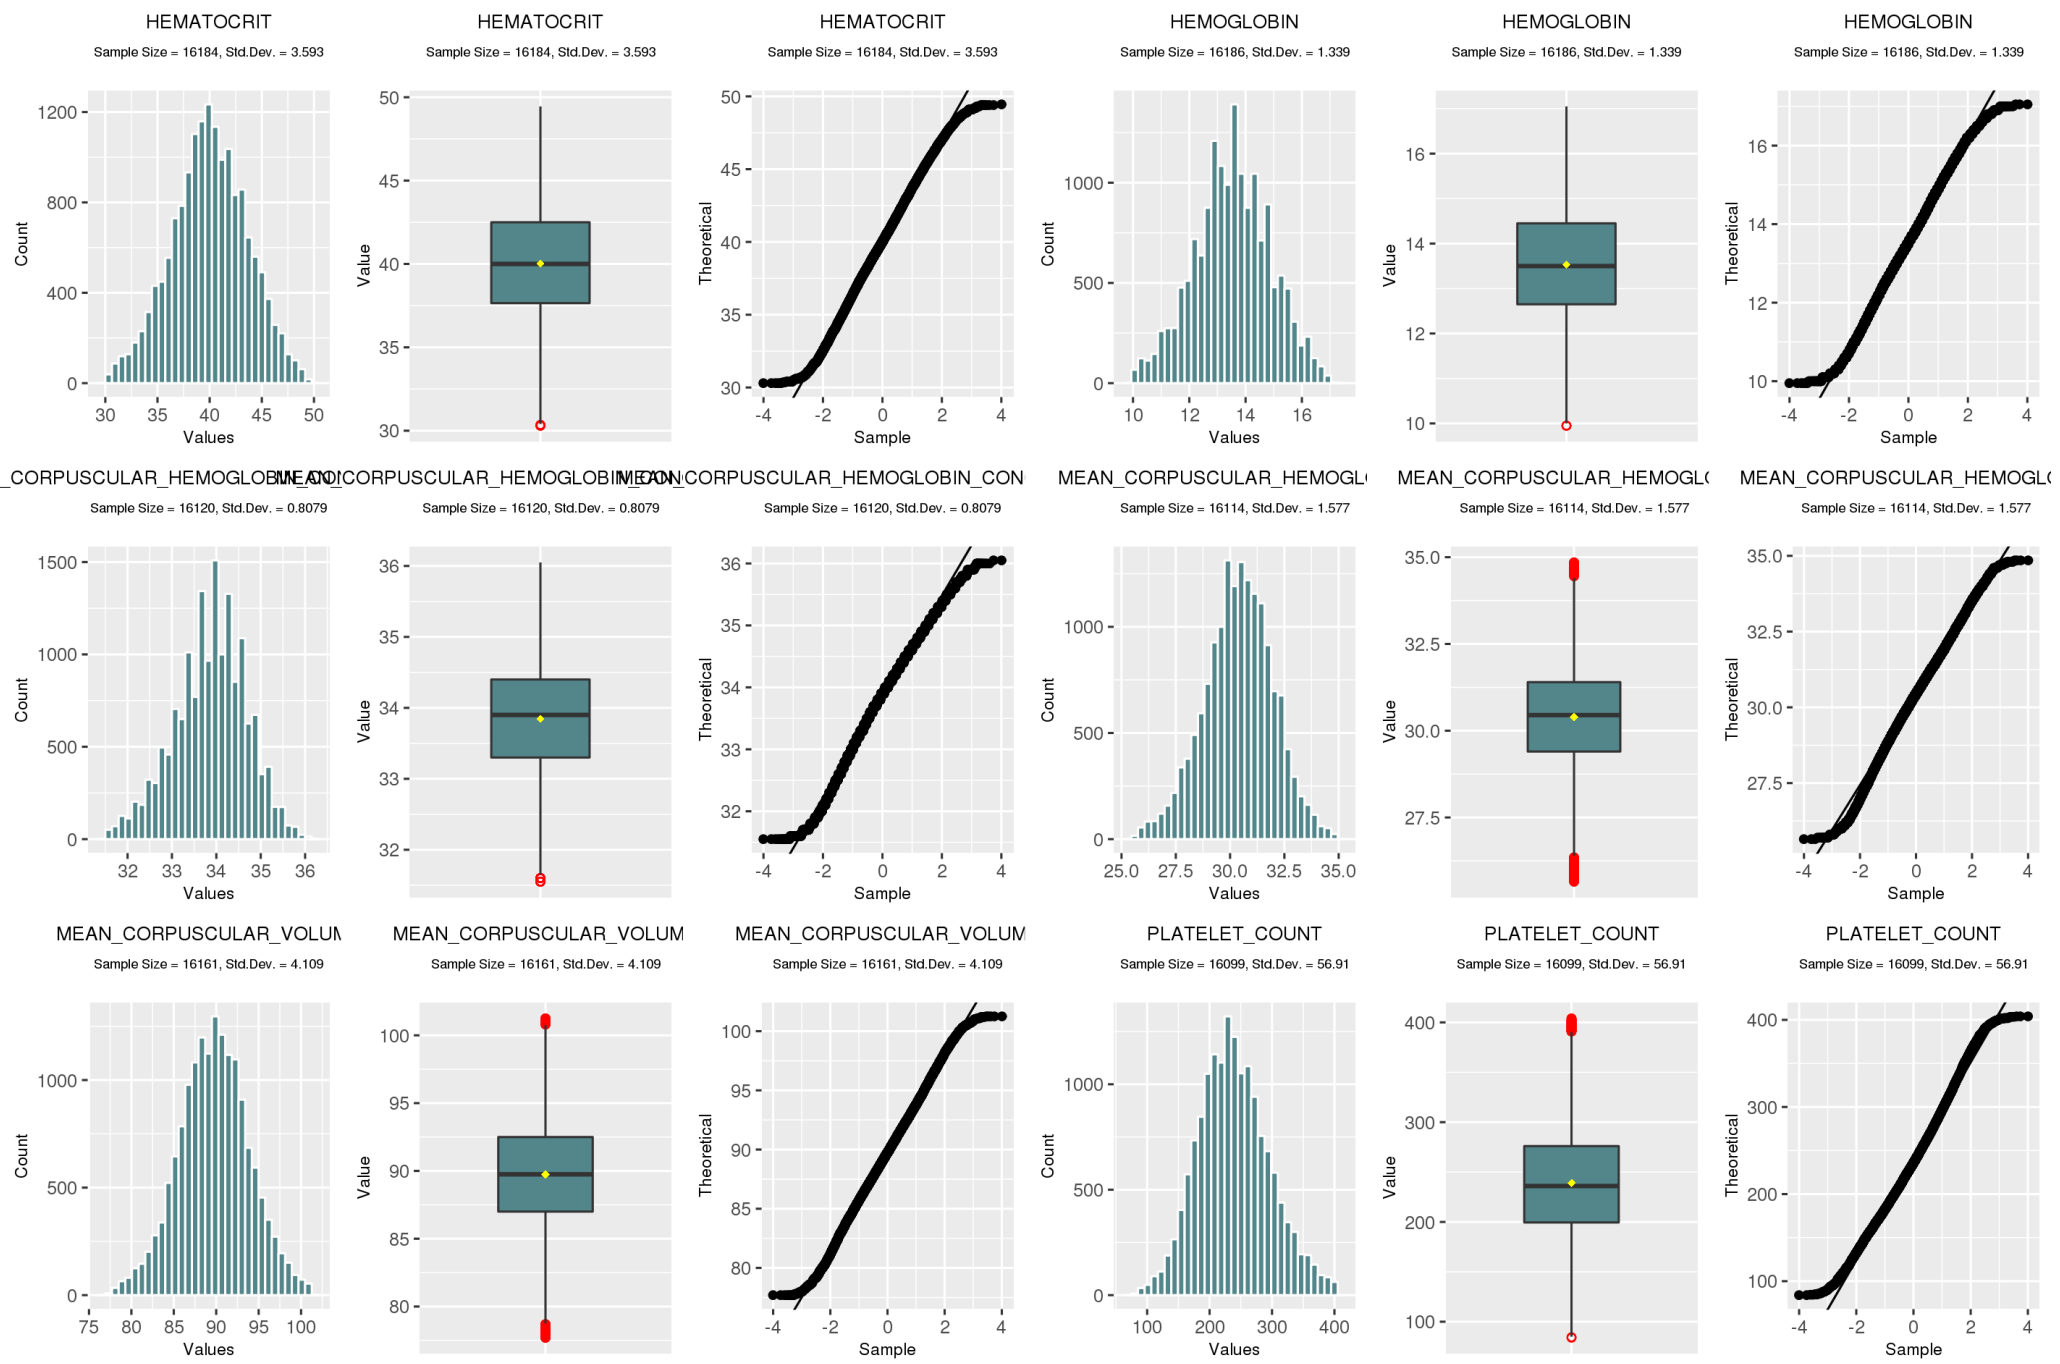 HEMATOCRIT
Sample Size = 16184, Std.Dev. = 3.593
Count
1200
800
400
0
30 35 40 45 50
Values
HEMATOCRIT
Sample Size = 16184, Std.Dev. = 3.593
Value
50
45
40
35
30
HEMATOCRIT
Sample Size = 16184, Std.Dev. = 3.593
Theoretical
50
45
40
35
30
-4 -2 0 2 4
Sample
HEMOGLOBIN
Sample Size = 16186, Std.Dev. = 1.339
Count
1000
500
0
10 12 14 16
Values
HEMOGLOBIN
Sample Size = 16186, Std.Dev. = 1.339
Value
16
14
12
10
HEMOGLOBIN
Sample Size = 16186, Std.Dev. = 1.339
Theoretical
16
14
12
10
-4 -2 0 2 4
Sample
_CORPUSCULAR_HEMOGLOBIN_CON
Sample Size = 16120, Std.Dev. = 0.8079
Count
1500
1000
500
0
32 33 34 35 36
Values
MEAN_CORPUSCULAR_HEMOGLOBIN_CON
Sample Size = 16120, Std.Dev. = 0.8079
Value
36
35
34
33
32
MEAN_CORPUSCULAR_HEMOGLOBIN_CON
Sample Size = 16120, Std.Dev. = 0.8079
Theoretical
36
35
34
33
32
-4 -2 0 2 4
Sample
MEAN_CORPUSCULAR_HEMOGL
Sample Size = 16114, Std.Dev. = 1.577
Count
1000
500
0
25.0 27.5 30.0 32.5 35.0
Values
MEAN_CORPUSCULAR_HEMOGL
Sample Size = 16114, Std.Dev. = 1.577
Value
35.0
32.5
30.0
27.5
MEAN_CORPUSCULAR_HEMOGL
Sample Size = 16114, Std.Dev. = 1.577
Theoretical
35.0
32.5
30.0
27.5
-4 -2 0 2 4
Sample
MEAN_CORPUSCULAR_VOLUM
Sample Size = 16161, Std.Dev. = 4.109
Count
1000
500
0
75 80 85 90 95 100
Values
MEAN_CORPUSCULAR_VOLUM
Sample Size = 16161, Std.Dev. = 4.109
Value
100
95
90
85
80
MEAN_CORPUSCULAR_VOLUM
Sample Size = 16161, Std.Dev. = 4.109
Theoretical
100
95
90
85
80
-4 -2 0 2 4
Sample
PLATELET_COUNT
Sample Size = 16099, Std.Dev. = 56.91
Count
1000
500
0
100 200 300 400
Values
PLATELET_COUNT
Sample Size = 16099, Std.Dev. = 56.91
Value
400
300
200
100
PLATELET_COUNT
Sample Size = 16099, Std.Dev. = 56.91
Theoretical
400
300
200
100
-4 -2 0 2 4
Sample